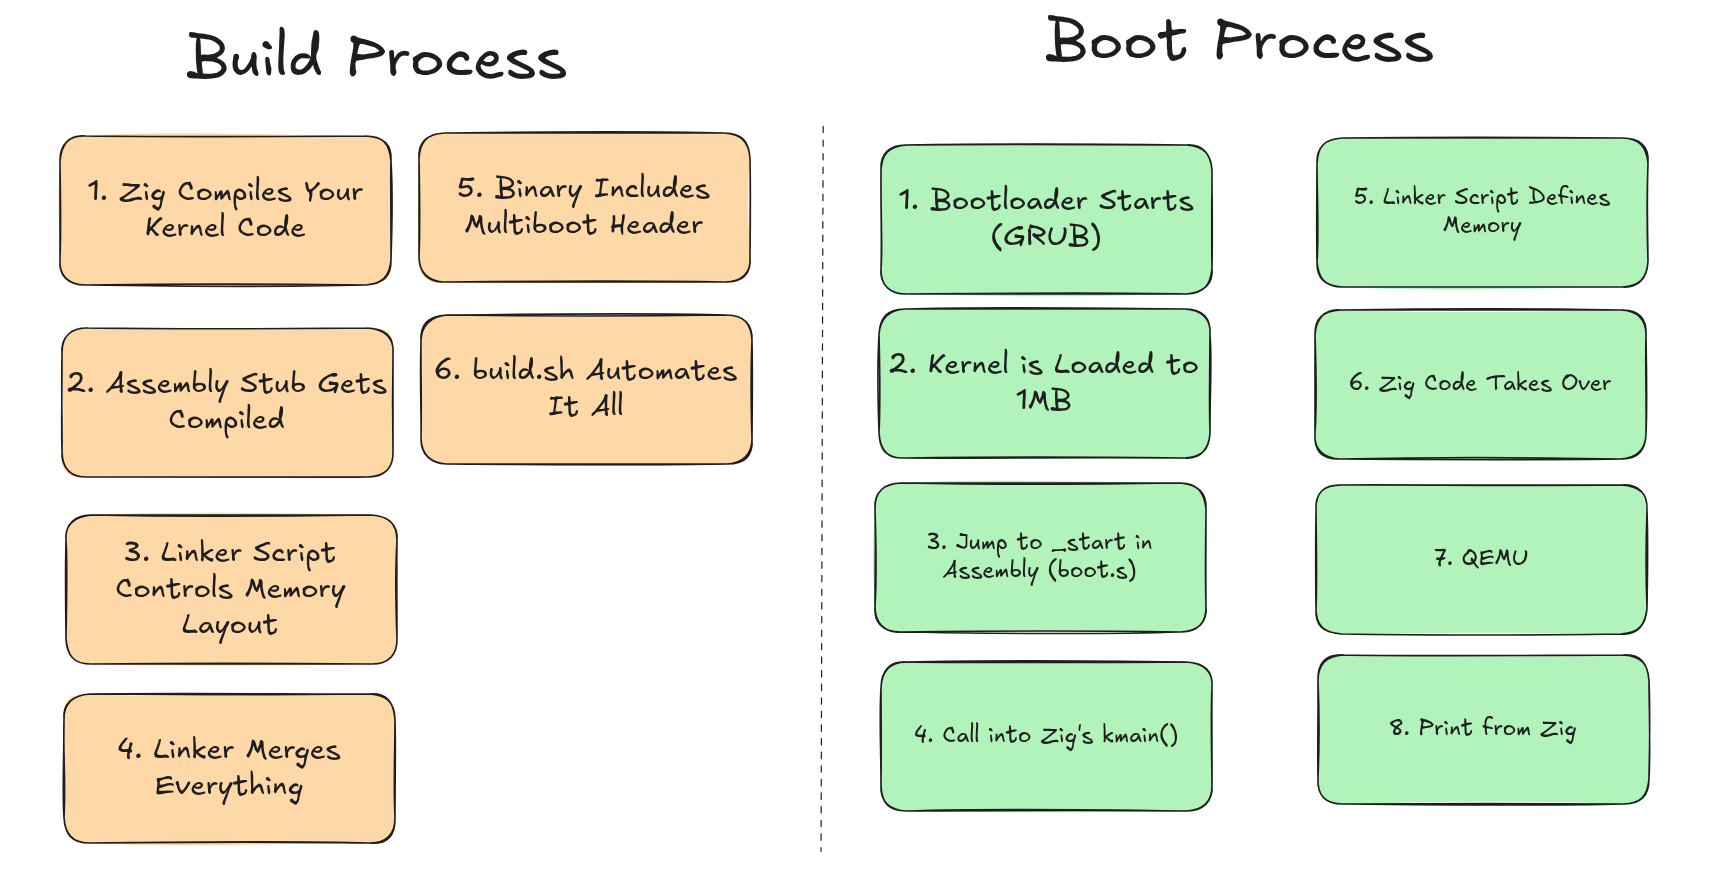 Build Process
1. Zig Compiles Your
Kernel Code
2. Assembly Stub Gets
Compiled
3. Linker Script
Controls Memory
Layout
4. Linker Merges
Everything
5. Binary Includes
Multiboot Header
6. build.sh Automates
It All
Boot Process
1. Bootloader Starts
(GRUB)
2. Kernel is Loaded to
1MB
3. Jump to _start in
Assembly (boot.s)
4. Call into Zig's kmain()
5. Linker Script Defines
Memory
6. Zig Code Takes Over
7. QEMU
8. Print from Zig